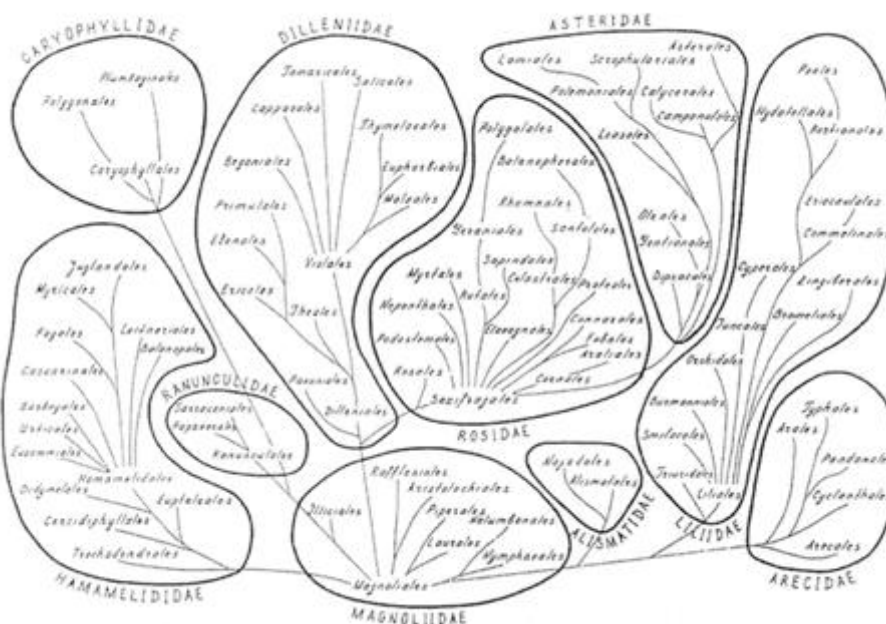 CARYOPHYLLIDAE
Plumbaginales
Polygonales
Caryophyllales
DILLENIIDAE
Tamaricales
Salicales
Capparales
Thymelaeales
Begoniales
Euphorbiales
Malvales
Primulales
Ebenales
Violales
Ericales
Theales
Paeoniales
Dilleniales
ASTERIDAE
Asterales
Lamiales
Scrophulariales
Polemoniales
Calycerales
Campanulales
Loasales
Oleales
Gentianales
Dipsacales
Polygalales
Balanophorales
Rhamnales
Santalales
Geraniales
Sapindales
Celastrales
Proteales
Myrtales
Nepenthales
Rutales
Connarales
Podostemales
Elaeagnales
Fabales
Rosales
Cornales
Saxifragales
ROSIDAE
Poales
Hydatellales
Restionales
Eriocaulales
Commelinales
Cyperales
Zingiberales
Juncales
Bromeliales
Orchidales
Burmanniales
Smilacales
Triuridales
Liliales
LILIIDAE
Juglandales
Myricales
Fagales
Leitneriales
Balanopales
Casuarinales
Barbeyales
Urticales
Eucommiales
Hamamelidales
Didymelales
Eupteleales
Cercidiphyllales
Trochodendrales
HAMAMELIDIDAE
RANUNCULIDAE
Sarraceniales
Papaverales
Ranunculales
Rafflesiales
Aristolochiales
Illiciales
Piperales
Nelumbonales
Laurales
Nymphaeales
Magnoliales
MAGNOLIIDAE
Najadales
Alismatales
ALISMATIDAE
Typhales
Arales
Pandanales
Cyclanthales
Arecales
ARECIDAE